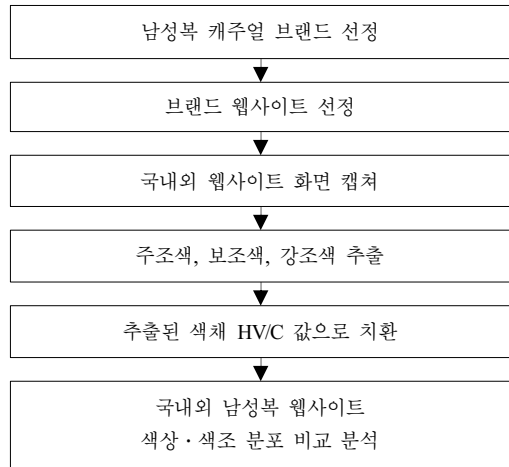 남성복 캐주얼 브랜드 선정
브랜드 웹사이트 선정
국내외 웹사이트 화면 캡쳐
주조색, 보조색, 강조색 추출
추출된 색채 HV/C 값으로 치환
국내외 남성복 웹사이트
색상·색조 분포 비교 분석